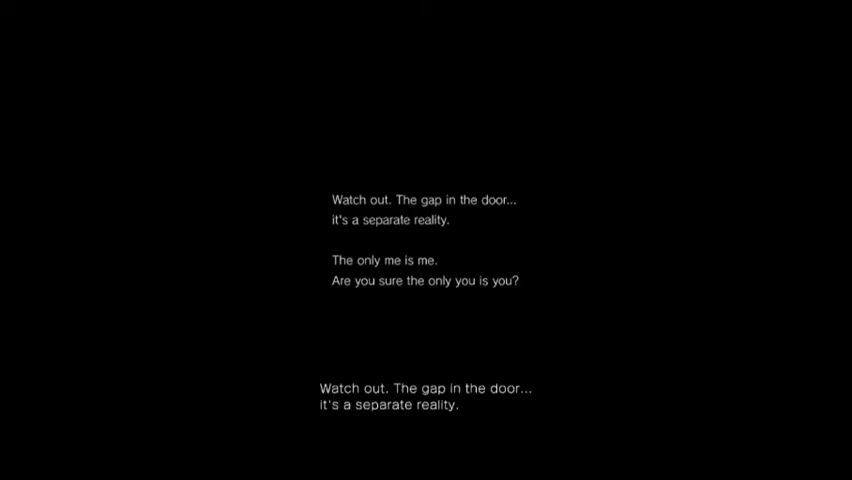 Watch out. The gap in the door...
it's a separate reality.
The only me is me.
Are you sure the only you is you?
Watch out. The gap in the door...
it's a separate reality.